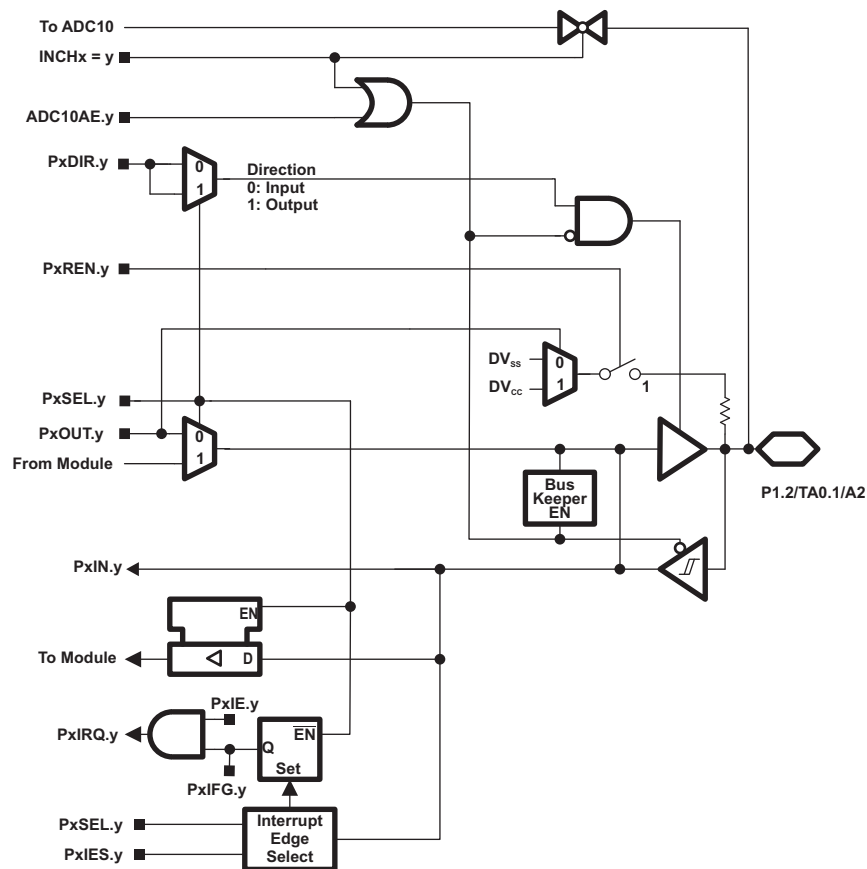 To ADC10
INCHx = y
ADC10AE.y
PxDIR.y
0
1
Direction
0: Input
1: Output
PxREN.y
DVSS
DVCC
0
1
1
PxSEL.y
PxOUT.y
From Module
0
1
Bus
Keeper
EN
P1.2/TA0.1/A2
PxIN.y
EN
To Module
D
PxIE.y
PxIRQ.y
EN
Q
Set
PxIFG.y
PxSEL.y
PxIES.y
Interrupt
Edge
Select